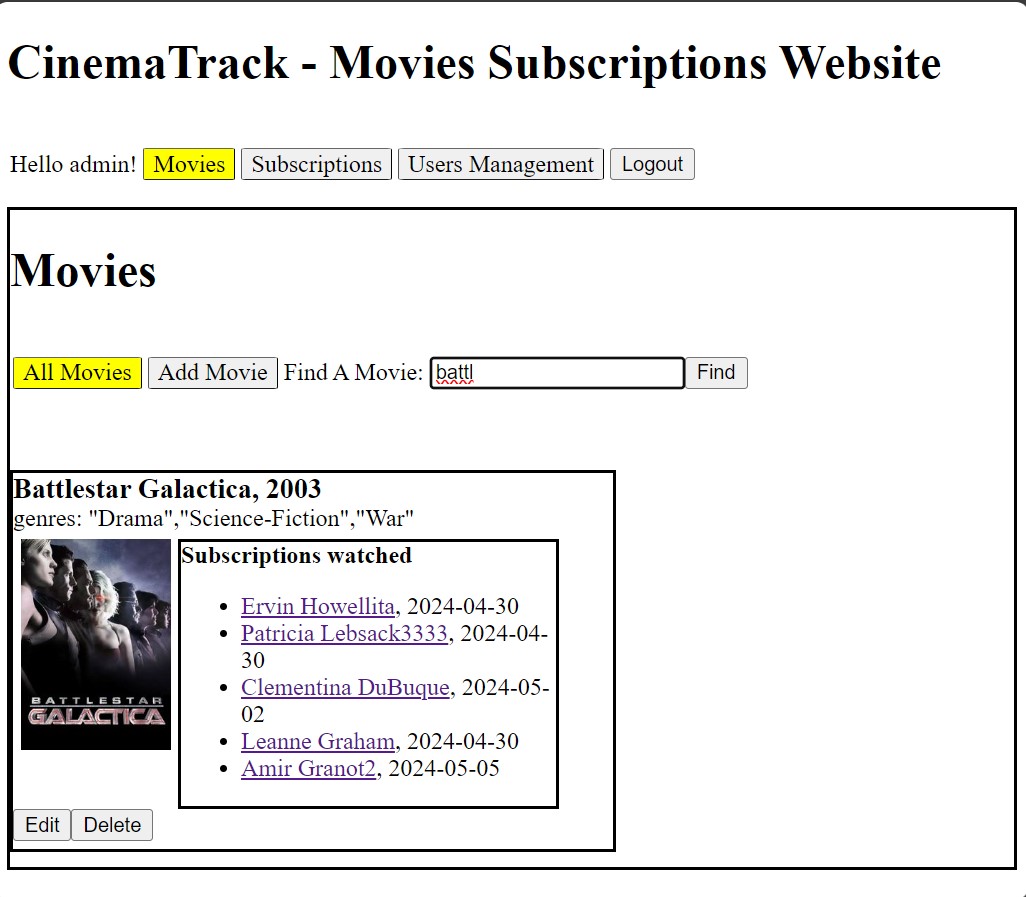 CinemaTrack - Movies Subscriptions Website
Hello admin! Movies Subscriptions Users Management Logout
Movies
All Movies Add Movie Find A Movie: battl Find
Battlestar Galactica, 2003
genres: "Drama","Science-Fiction","War"
BATTLESTAR
GALACTICA
Subscriptions watched
Ervin Howellita, 2024-04-30
Patricia Lebsack3333, 2024-04-
30
Clementina DuBuque, 2024-05-
02
Leanne Graham, 2024-04-30
Amir Granot2, 2024-05-05
Edit Delete